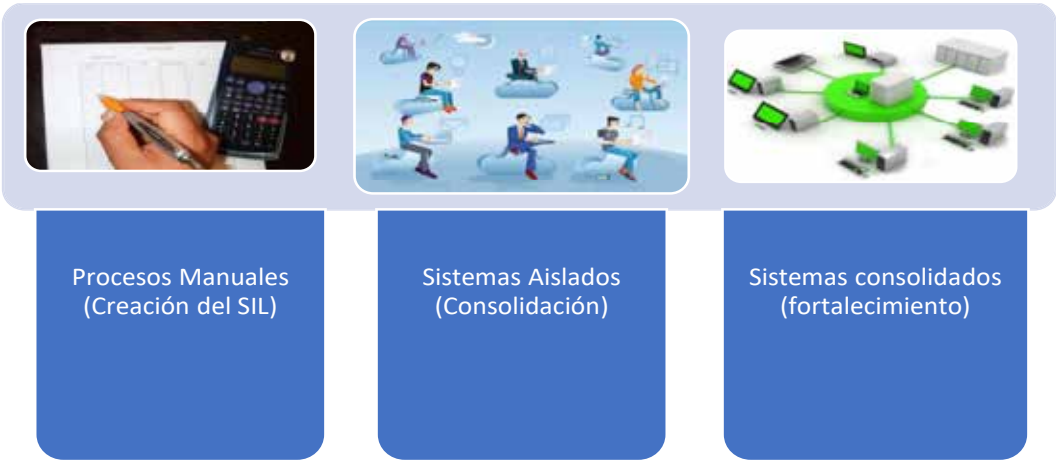 Procesos Manuales
(Creación del SIL)
Sistemas Aislados
(Consolidación)
Sistemas consolidados
(fortalecimiento)